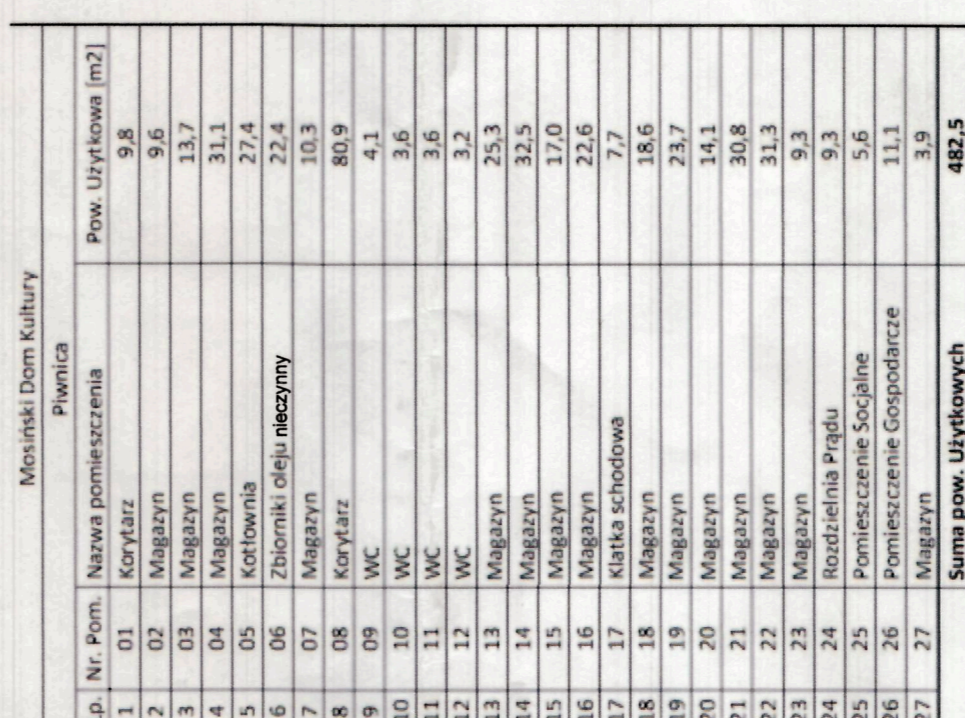 Mosiński Dom Kultury
Piwnica
.p. Nr. Pom. Nazwa pomieszczenia Pow. Użytkowa [m2]
1 01 Korytarz 9,8
2 02 Magazyn 9,6
3 03 Magazyn 13,7
4 04 Magazyn 31,1
5 05 Kotłownia 27,4
6 06 Zbiorniki oleju nieczynny 22,4
7 07 Magazyn 10,3
8 08 Korytarz 80,9
9 09 WC 4,1
10 10 WC 3,6
11 11 WC 3,6
12 12 WC 3,2
13 13 Magazyn 25,3
14 14 Magazyn 32,5
15 15 Magazyn 17,0
16 16 Magazyn 22,6
17 17 Klatka schodowa 7,7
18 18 Magazyn 18,6
19 19 Magazyn 23,7
20 20 Magazyn 14,1
21 21 Magazyn 30,8
22 22 Magazyn 31,3
23 23 Magazyn 9,3
24 24 Rozdzielnia Prądu 9,3
25 25 Pomieszczenie Socjalne 5,6
26 26 Pomieszczenie Gospodarcze 11,1
27 27 Magazyn 3,9
Suma pow. Użytkowych 482,5